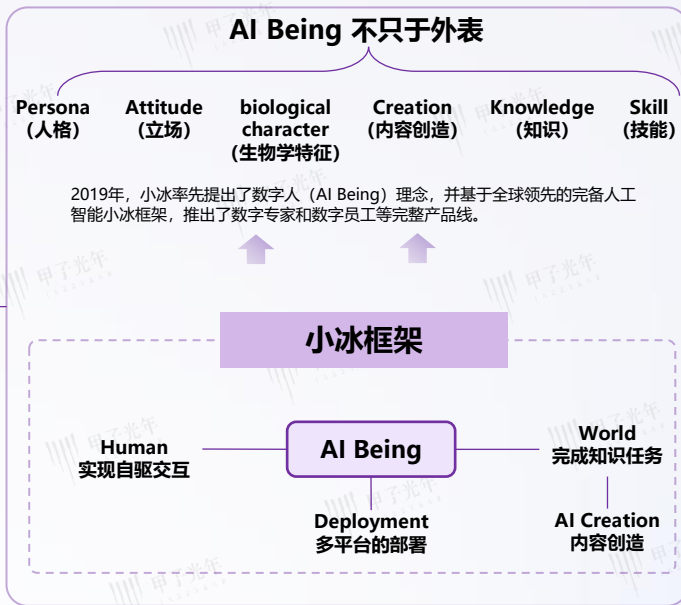 AI Being 不只于外表
Persona
(人格)
Attitude
(立场)
biological
character
(生物学特征)
Creation
(内容创造)
Knowledge
(知识)
Skill
(技能)
2019年，小冰率先提出了数字人（AI Being）理念，并基于全球领先的完备人工
智能小冰框架，推出了数字专家和数字员工等完整产品线。
小冰框架
Human
实现自驱交互
AI Being
World
完成知识任务
Deployment
多平台的部署
AI Creation
内容创造
甲子光年